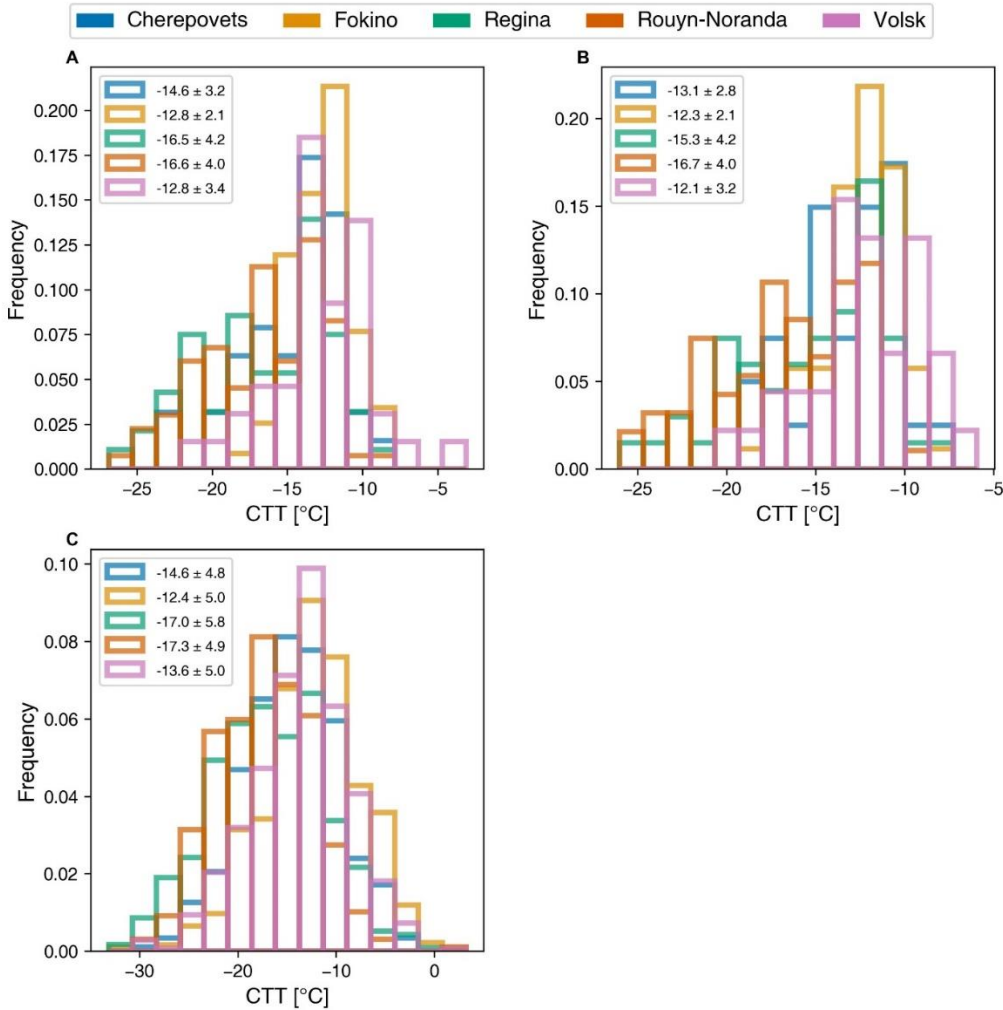 Cherepovets Fokino Regina Rouyn-Noranda Volsk
A
-14.6 ± 3.2
-12.8 ± 2.1
-16.5 ± 4.2
-16.6 ± 4.0
-12.8 ± 3.4
0.200
0.175
0.150
0.125
0.100
0.075
0.050
0.025
0.000
Frequency
−25 −20 −15 −10 −5
CTT [°C]
B
-13.1 ± 2.8
-12.3 ± 2.1
-15.3 ± 4.2
-16.7 ± 4.0
-12.1 ± 3.2
0.20
0.15
0.10
0.05
0.00
Frequency
−25 −20 −15 −10 −5
CTT [°C]
C
-14.6 ± 4.8
-12.4 ± 5.0
-17.0 ± 5.8
-17.3 ± 4.9
-13.6 ± 5.0
0.10
0.08
0.06
0.04
0.02
0.00
Frequency
−30 −20 −10 0
CTT [°C]